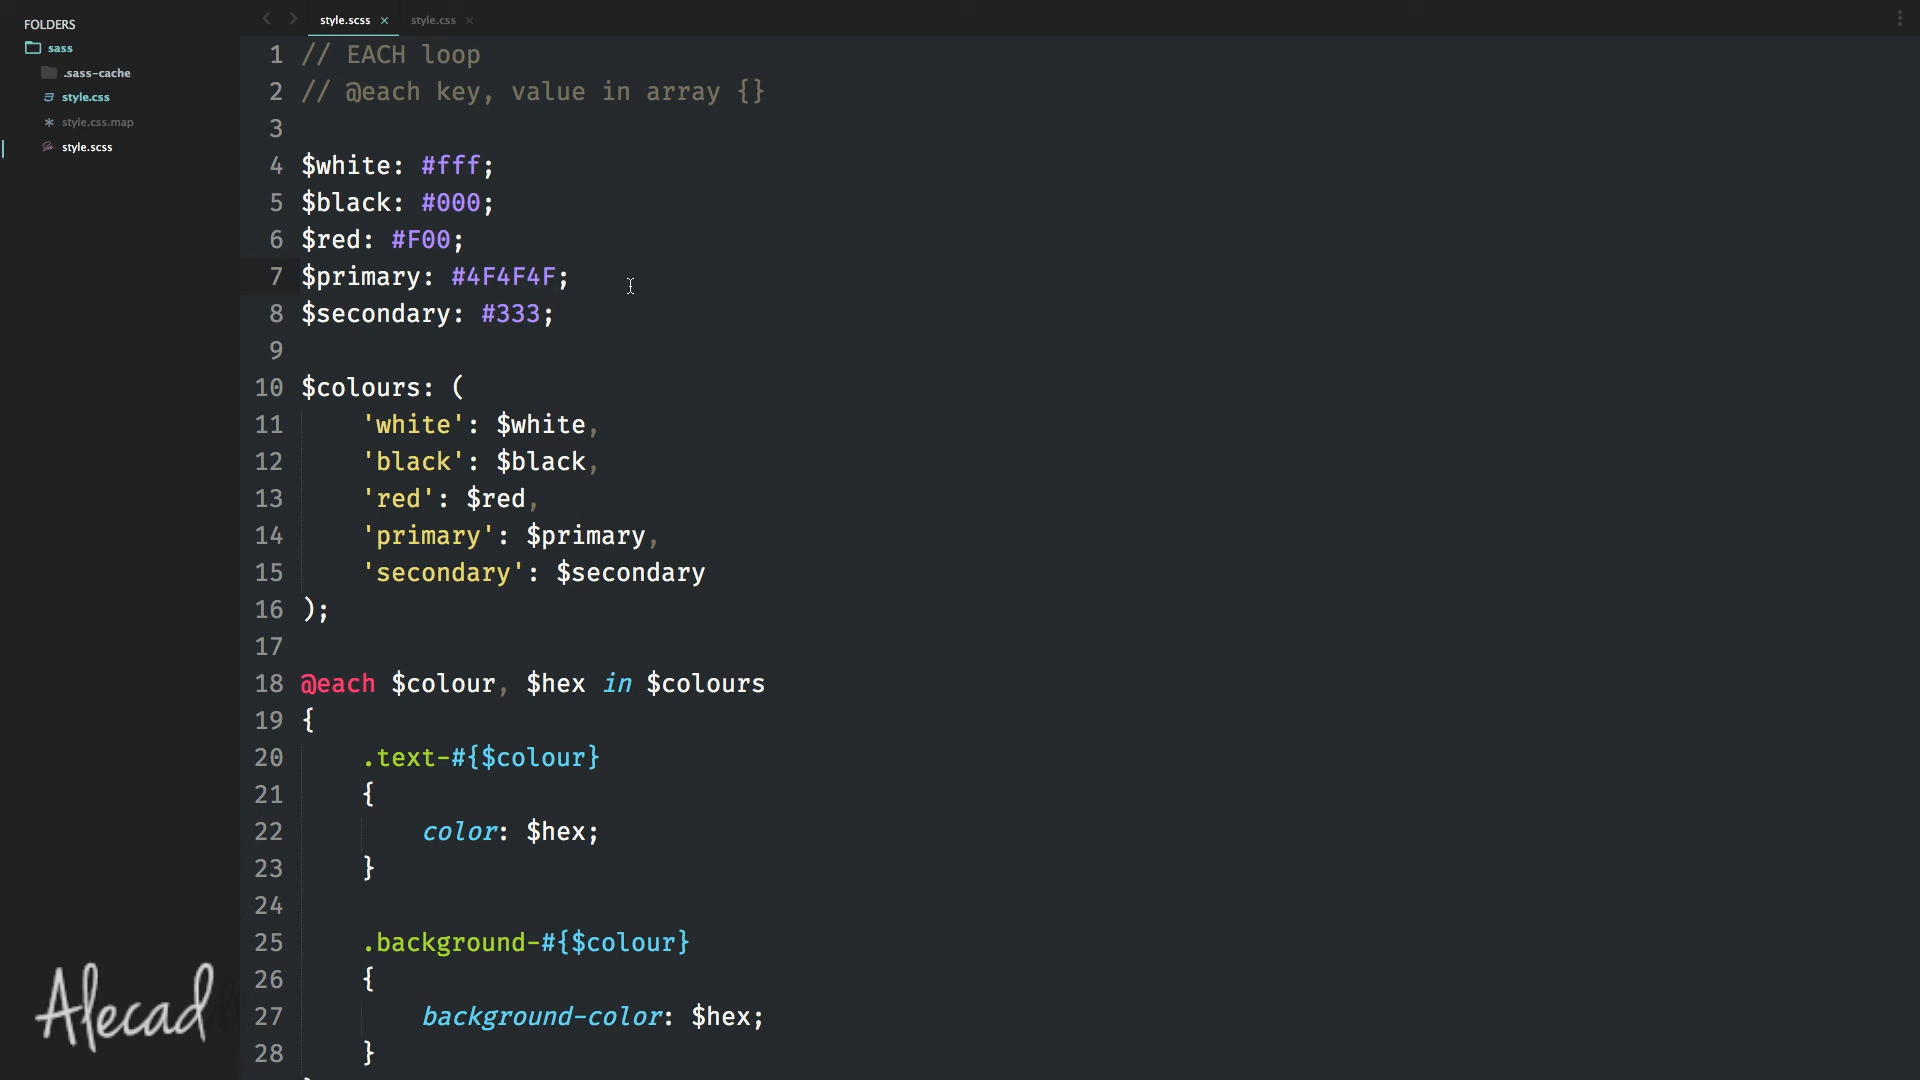 FOLDERS
sass
.sass-cache
style.css
style.css.map
style.scss
style.scss ×
style.css ×
1 // EACH loop
2 // @each key, value in array {}
3
4 $white: #fff;
5 $black: #000;
6 $red: #F00;
7 $primary: #4F4F4F;
8 $secondary: #333;
9
10 $colours: (
11 'white': $white,
12 'black': $black,
13 'red': $red,
14 'primary': $primary,
15 'secondary': $secondary
16 );
17
18 @each $colour, $hex in $colours
19 {
20 .text-#{$colour}
21 {
22 color: $hex;
23 }
24
25 .background-#{$colour}
26 {
27 background-color: $hex;
28 }
Alecad